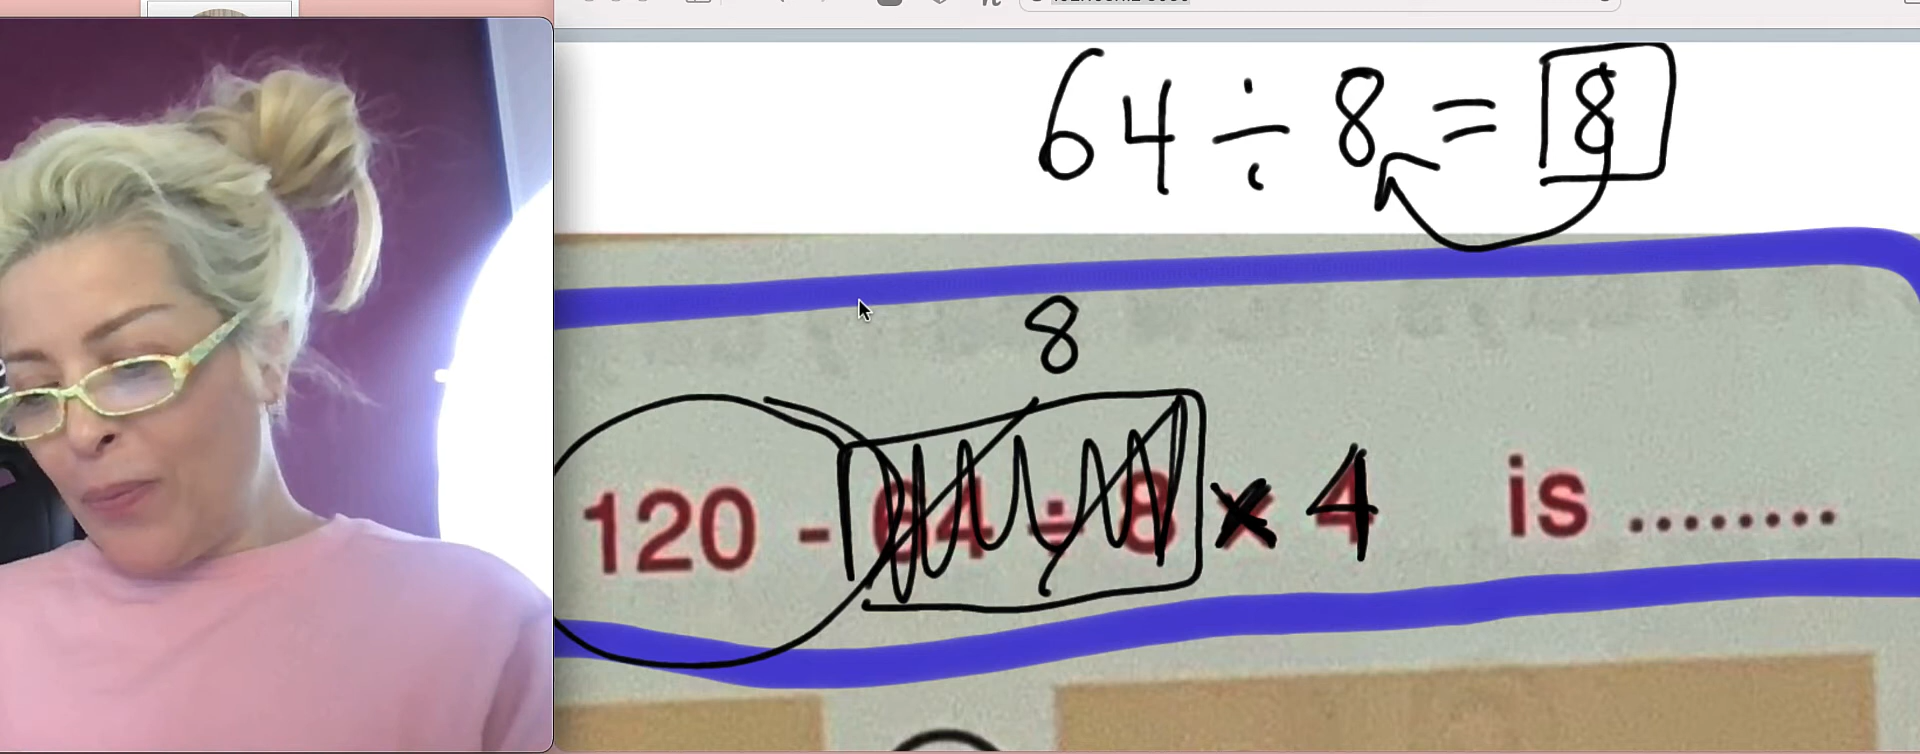 64 ÷ 8 = 8
8
120 - 64 ÷ 8 × 4 is ........